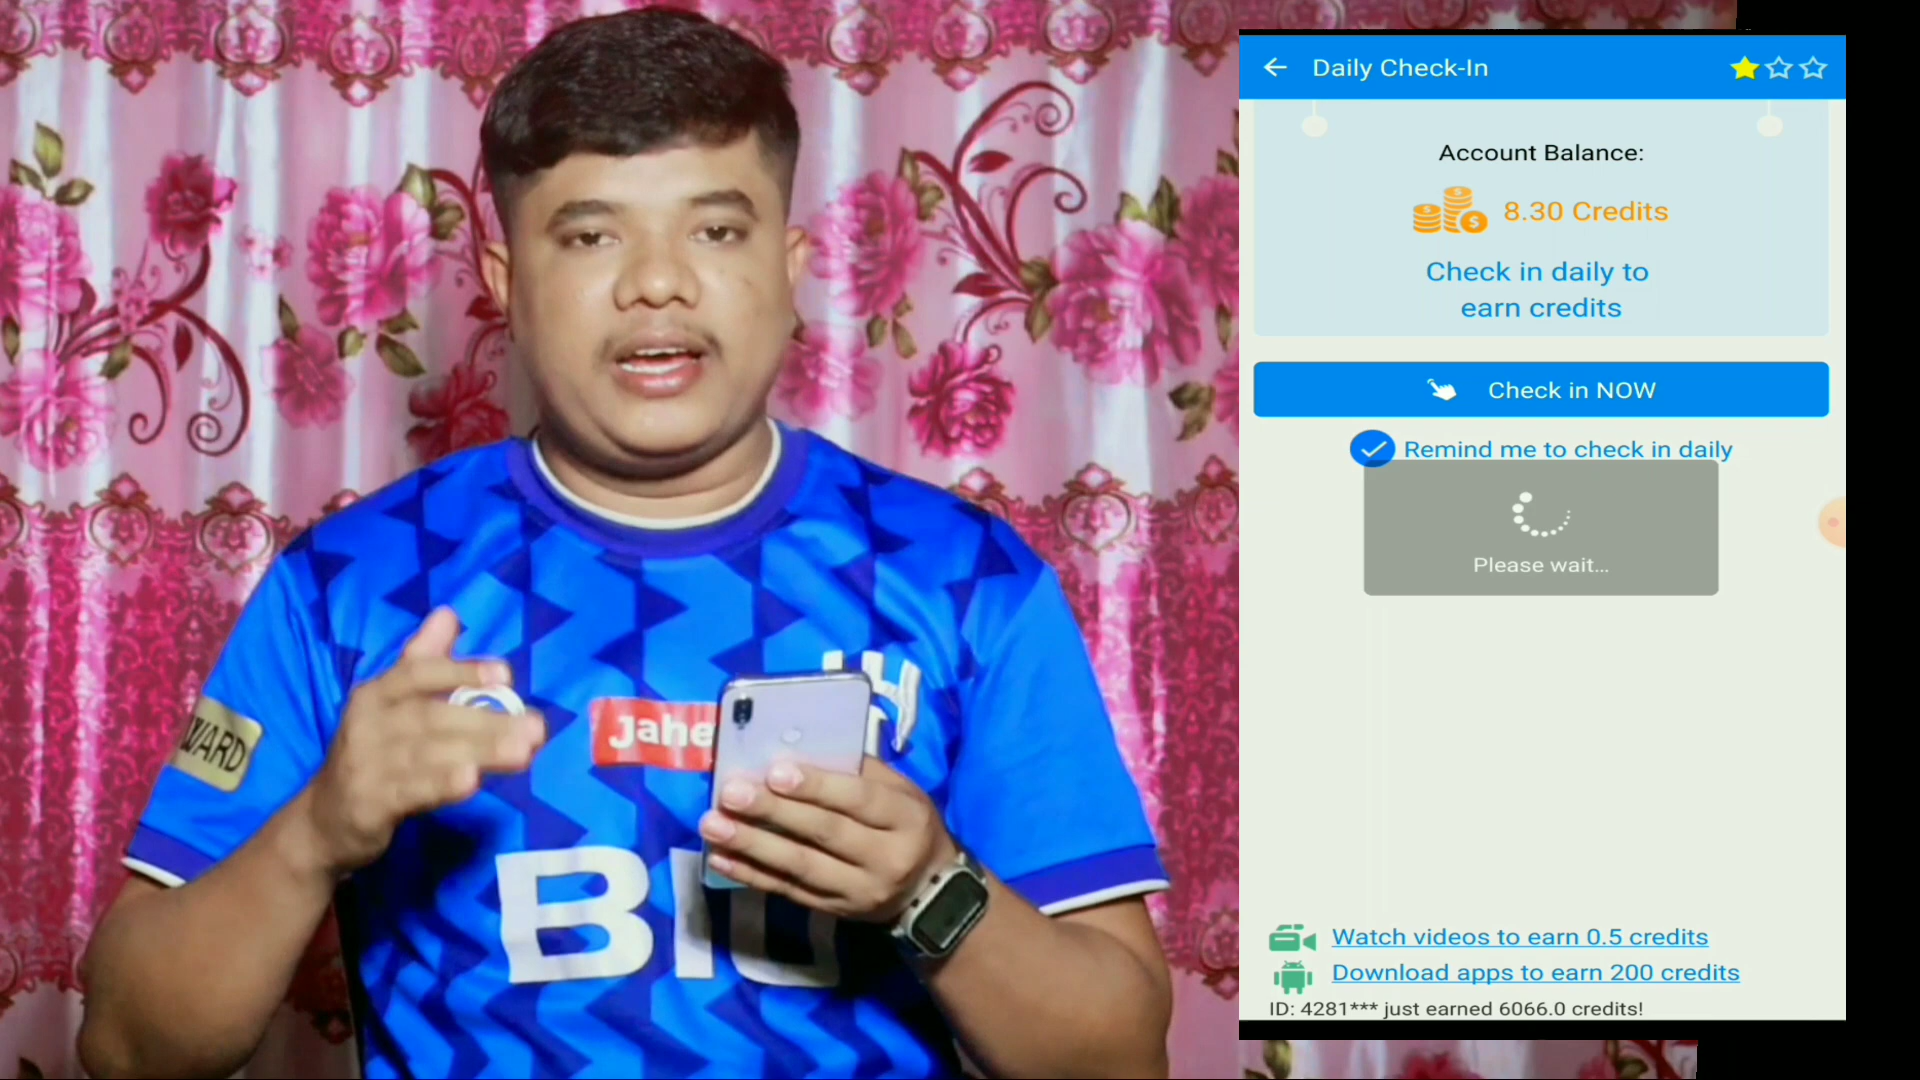 Daily Check-In
Account Balance:
8.30 Credits
Check in daily to
earn credits
Check in NOW
Remind me to check in daily
Please wait...
Watch videos to earn 0.5 credits
Download apps to earn 200 credits
ID: 4281*** just earned 6066.0 credits!
WARD
Jahe